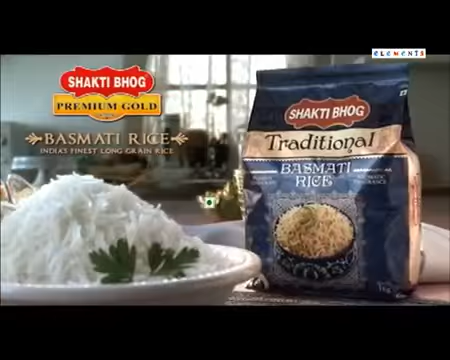 elements
SHAKTI BHOG
PREMIUM GOLD
BASMATI RICE
INDIA'S FINEST LONG GRAIN RICE
SHAKTI BHOG
Traditional
BASMATI
RICE